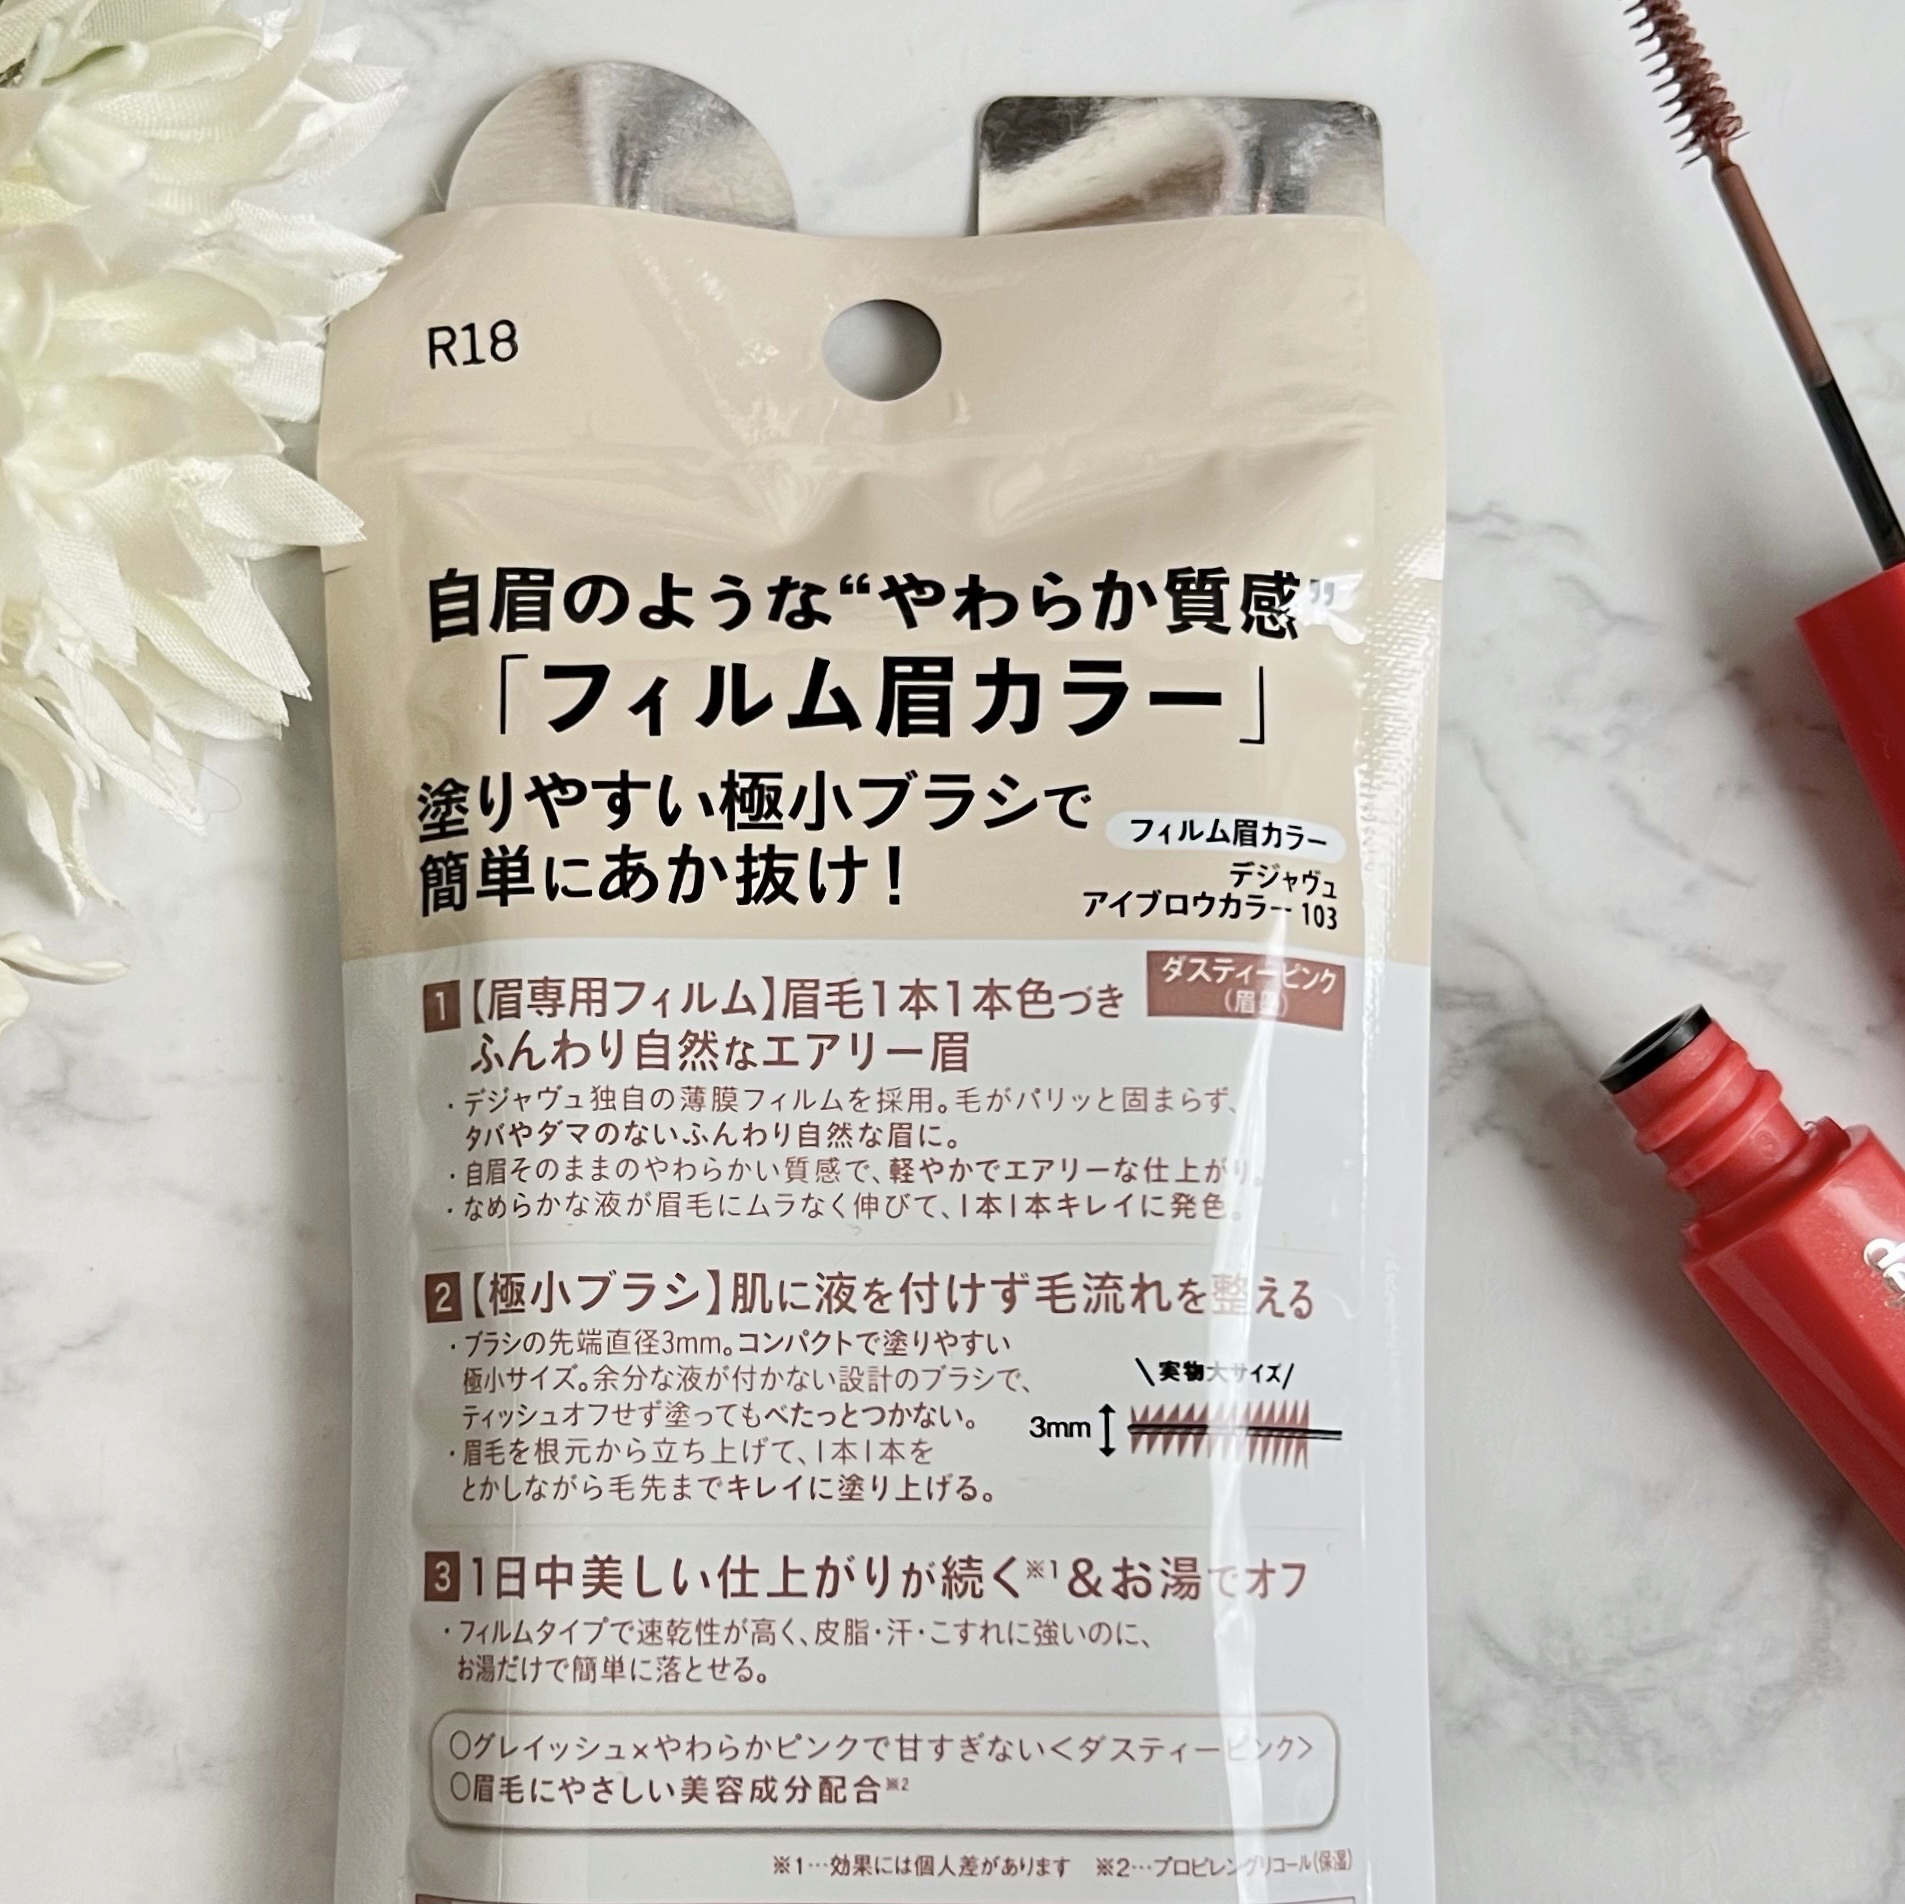 R18
自眉のような“やわらか質感”
「フィルム眉カラー」
塗りやすい極小ブラシで
簡単にあか抜け!
フィルム眉カラー
デジャヴュ
アイブロウカラー 103
ダスティーピンク
1【眉専用フィルム】眉毛1本1本色づき
ふんわり自然なエアリー眉
・デジャヴュ独自の薄膜フィルムを採用。毛がパリッと固まらず、
タバやダマのないふんわり自然な眉に。
・自眉そのままのやわらかい質感で、軽やかでエアリーな仕上がり。
・なめらかな液が眉毛にムラなく伸びて、1本1本キレイに発色。
2【極小ブラシ】肌に液を付けず毛流れを整える
・ブラシの先端直径3mm。コンパクトで塗りやすい
極小サイズ。余分な液が付かない設計のブラシで、
ティッシュオフせず塗ってもべたっとつかない。
・眉毛を根元から立ち上げて、1本1本を
とかしながら毛先までキレイに塗り上げる。
\実物大サイズ/
3mm
3 1日中美しい仕上がりが続く※1&お湯でオフ
・フィルムタイプで速乾性が高く、皮脂・汗・こすれに強いのに、
お湯だけで簡単に落とせる。
○グレイッシュ×やわらかピンクで甘すぎない<ダスティーピンク>
○眉毛にやさしい美容成分配合※2
※1…効果には個人差があります ※2…プロピレングリコール(保湿)